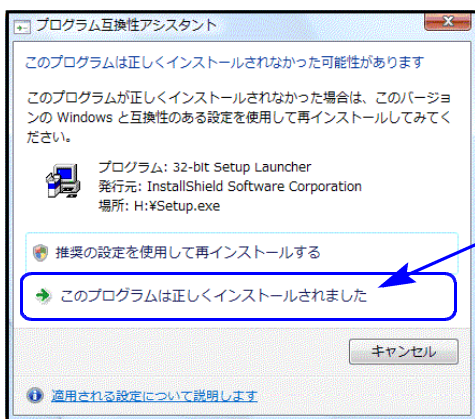 プログラム互換性アシスタント
このプログラムは正しくインストールされなかった可能性があります
このプログラムが正しくインストールされなかった場合は、このバージョ
ンの Windows と互換性のある設定を使用して再インストールしてみてく
ださい。
プログラム: 32-bit Setup Launcher
発行元: InstallShield Software Corporation
場所: H:¥Setup.exe
推奨の設定を使用して再インストールする
このプログラムは正しくインストールされました
キャンセル
適用される設定について説明します